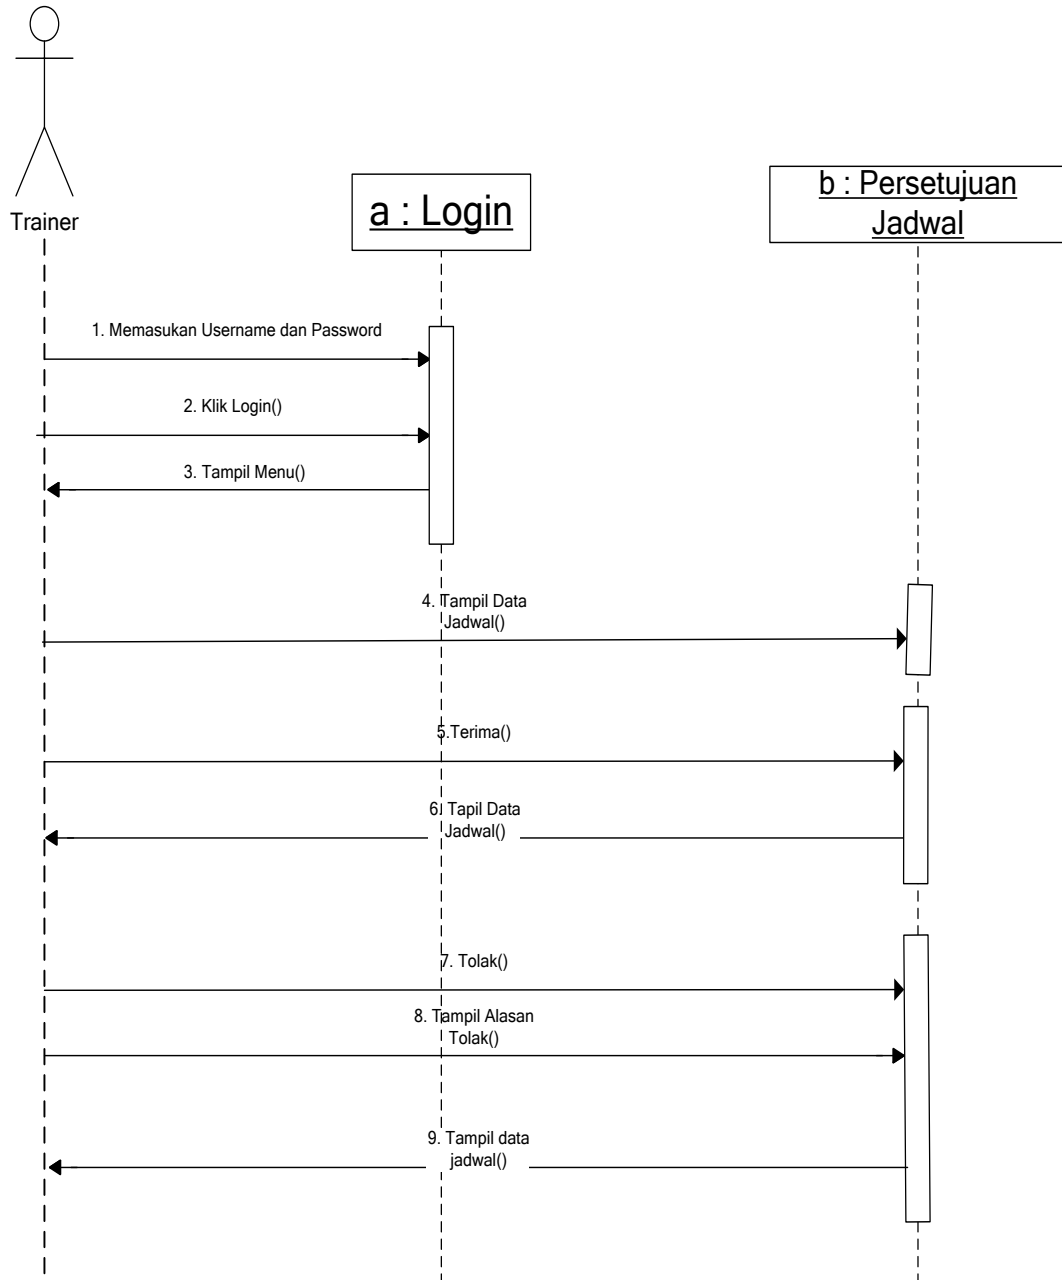 Trainer
a : Login
b : Persetujuan
Jadwal
1. Memasukan Username dan Password
2. Klik Login()
3. Tampil Menu()
4. Tampil Data
Jadwal()
5.Terima()
6. Tapil Data
Jadwal()
7. Tolak()
8. Tampil Alasan
Tolak()
9. Tampil data
jadwal()